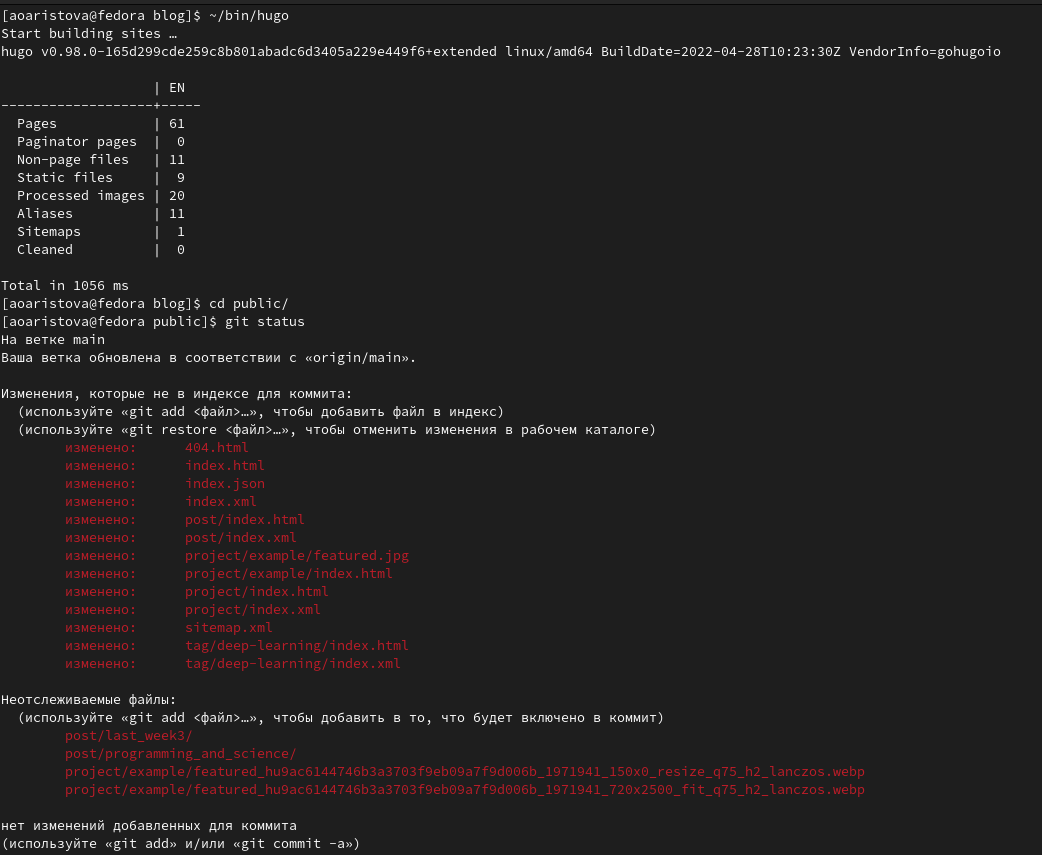 [aoaristova@fedora blog]$ ~/bin/hugo
Start building sites …
hugo v0.98.0-165d299cde259c8b801abadc6d3405a229e449f6+extended linux/amd64 BuildDate=2022-04-28T10:23:30Z VendorInfo=gohugoio

                   | EN
-------------------+-----
  Pages            | 61
  Paginator pages  |  0
  Non-page files   | 11
  Static files     |  9
  Processed images | 20
  Aliases          | 11
  Sitemaps         |  1
  Cleaned          |  0

Total in 1056 ms
[aoaristova@fedora blog]$ cd public/
[aoaristova@fedora public]$ git status
На ветке main
Ваша ветка обновлена в соответствии с «origin/main».

Изменения, которые не в индексе для коммита:
  (используйте «git add <файл>…», чтобы добавить файл в индекс)
  (используйте «git restore <файл>…», чтобы отменить изменения в рабочем каталоге)
        изменено:      404.html
        изменено:      index.html
        изменено:      index.json
        изменено:      index.xml
        изменено:      post/index.html
        изменено:      post/index.xml
        изменено:      project/example/featured.jpg
        изменено:      project/example/index.html
        изменено:      project/index.html
        изменено:      project/index.xml
        изменено:      sitemap.xml
        изменено:      tag/deep-learning/index.html
        изменено:      tag/deep-learning/index.xml

Неотслеживаемые файлы:
  (используйте «git add <файл>…», чтобы добавить в то, что будет включено в коммит)
        post/last_week3/
        post/programming_and_science/
        project/example/featured_hu9ac6144746b3a3703f9eb09a7f9d006b_1971941_150x0_resize_q75_h2_lanczos.webp
        project/example/featured_hu9ac6144746b3a3703f9eb09a7f9d006b_1971941_720x2500_fit_q75_h2_lanczos.webp

нет изменений добавленных для коммита
(используйте «git add» и/или «git commit -a»)